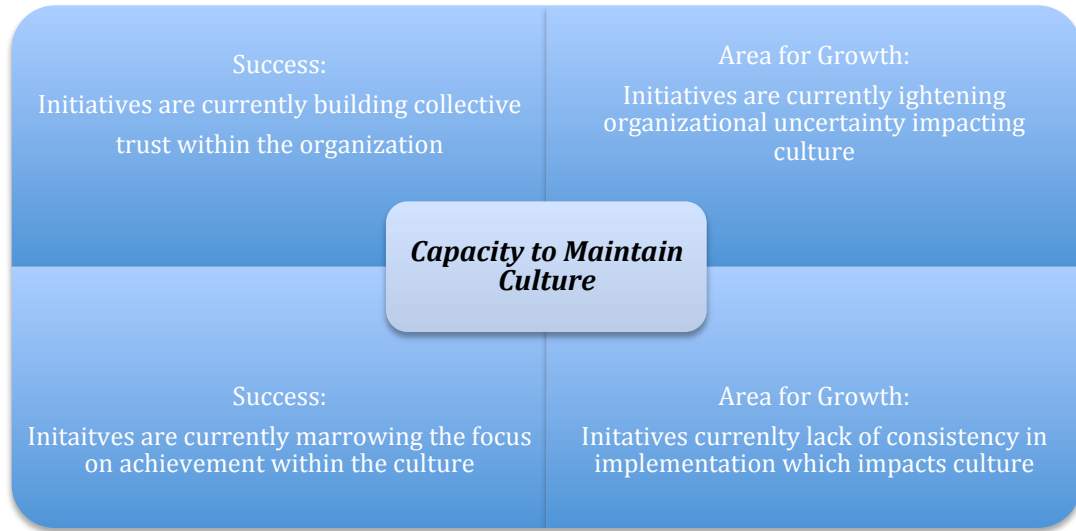 Success:
Initiatives are currently building collective
trust within the organization
Area for Growth:
Initiatives are currently ightening
organizational uncertainty impacting
culture
Capacity to Maintain
Culture
Success:
Initaitves are currently marrowing the focus
on achievement within the culture
Area for Growth:
Initatives currenlty lack of consistency in
implementation which impacts culture